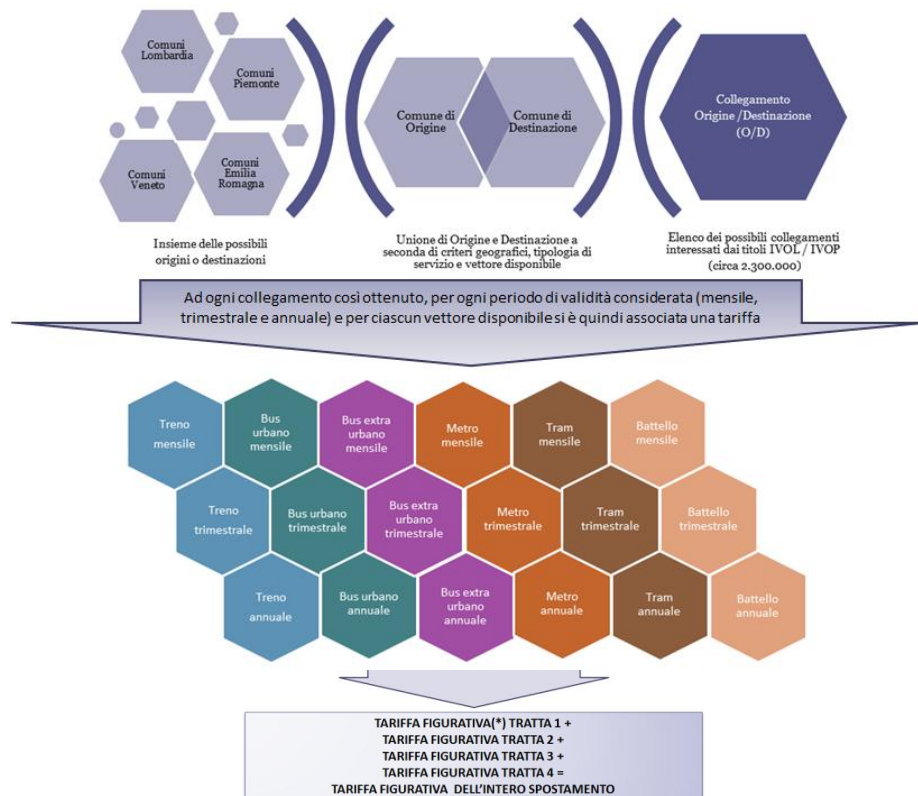 Comuni
Lombardia
Comuni
Piemonte
Comuni
Veneto
Comuni
Emilia
Romagna
Comune di
Origine
Comune di
Destinazione
Collegamento
Origine /Destinazione
(O/D)
Insieme delle possibili
origini o destinazioni
Unione di Origine e Destinazione a
seconda di criteri geografici, tipologia di
servizio e vettore disponibile
Elenco dei possibili collegamenti
interessati dai titoli IVOL / IVOP
(circa 2.300.000)
Ad ogni collegamento così ottenuto, per ogni periodo di validità considerata (mensile,
trimestrale e annuale) e per ciascun vettore disponibile si è quindi associata una tariffa
Treno
mensile
Bus
urbano
mensile
Bus extra
urbano
mensile
Metro
mensile
Tram
mensile
Battello
mensile
Treno
trimestrale
Bus urbano
trimestrale
Bus extra
urbano
trimestrale
Metro
trimestrale
Tram
trimestrale
Battello
trimestrale
Treno
annuale
Bus urbano
annuale
Bus extra
urbano
annuale
Metro
annuale
Tram
annuale
Battello
annuale
TARIFFA FIGURATIVA(*) TRATTA 1 +
TARIFFA FIGURATIVA TRATTA 2 +
TARIFFA FIGURATIVA TRATTA 3 +
TARIFFA FIGURATIVA TRATTA 4 =
TARIFFA FIGURATIVA DELL'INTERO SPOSTAMENTO